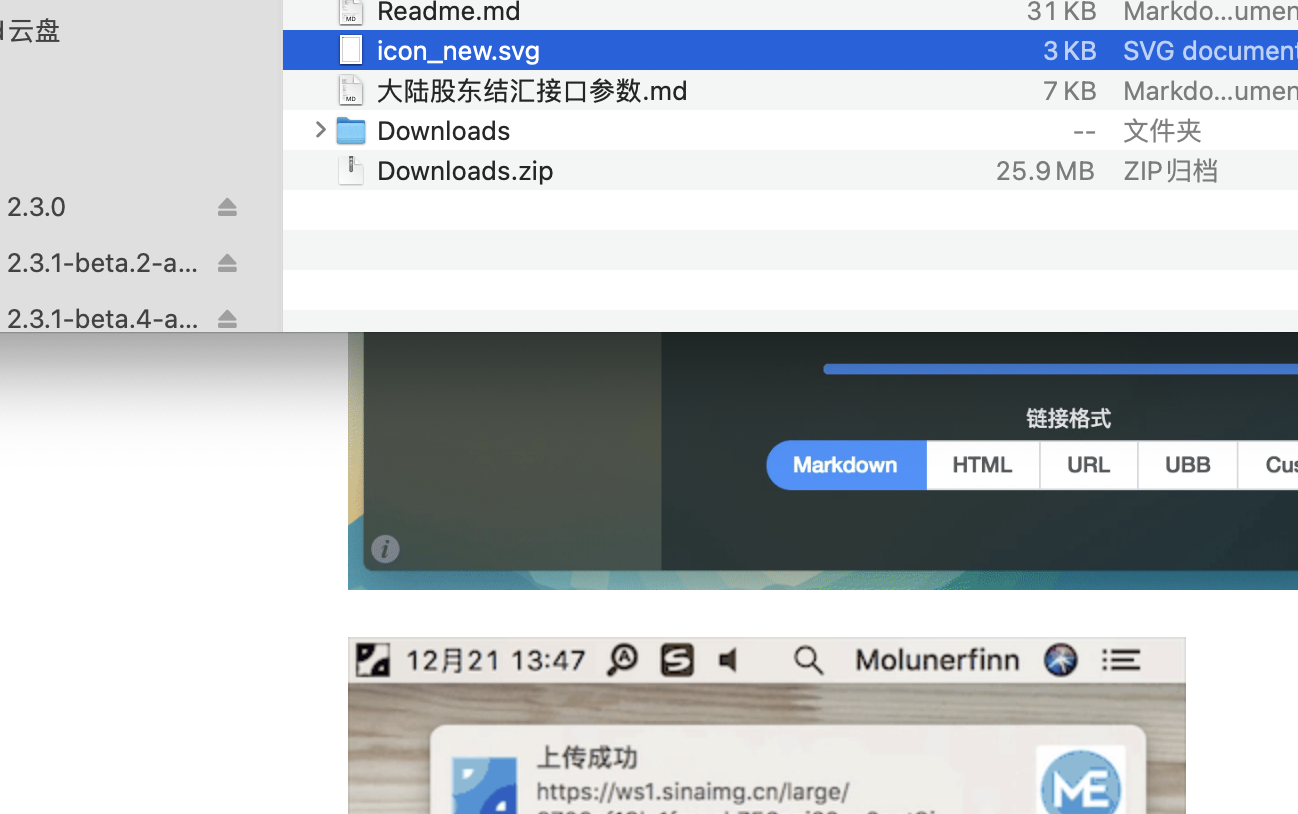 云盘
Readme.md 31 KB Markdo...umen
icon_new.svg 3 KB SVG document
大陆股东结汇接口参数.md 7 KB Markdo...umen
Downloads -- 文件夹
Downloads.zip 25.9 MB ZIP归档
2.3.0
2.3.1-beta.2-a...
2.3.1-beta.4-a...
链接格式
Markdown HTML URL UBB Cus
12月21 13:47 Molunerfinn
上传成功
https://ws1.sinaimg.cn/large/
ME